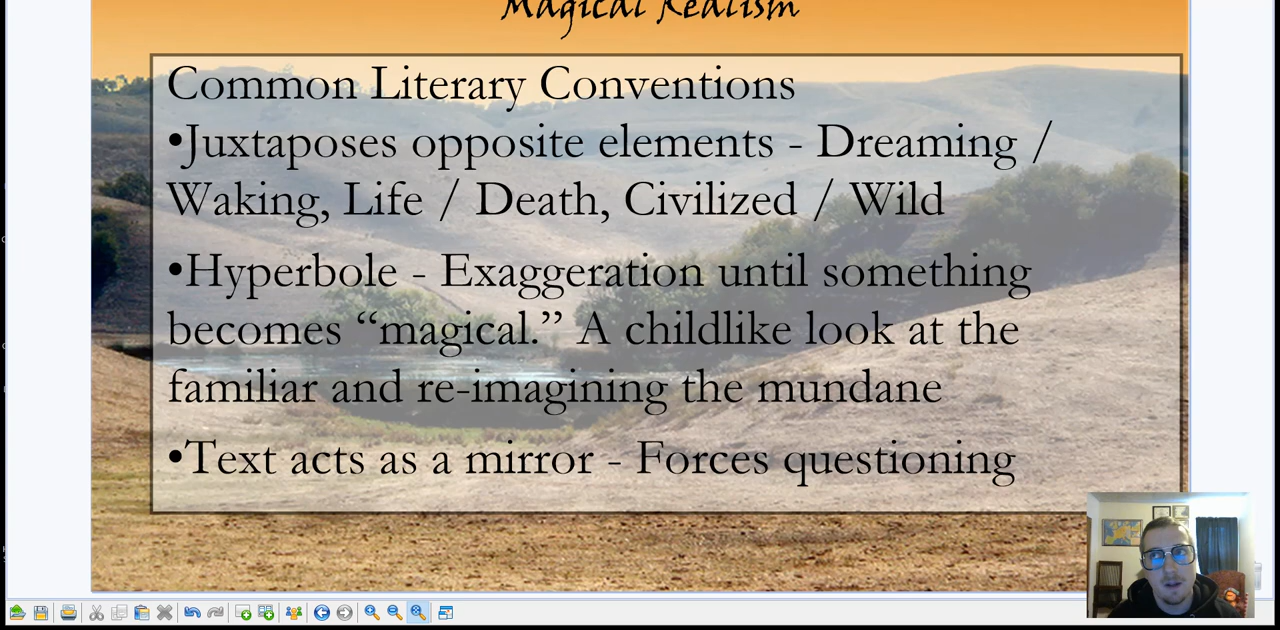 Magical Realism
Common Literary Conventions
•Juxtaposes opposite elements - Dreaming /
Waking, Life / Death, Civilized / Wild
•Hyperbole - Exaggeration until something
becomes “magical.” A childlike look at the
familiar and re-imagining the mundane
•Text acts as a mirror - Forces questioning